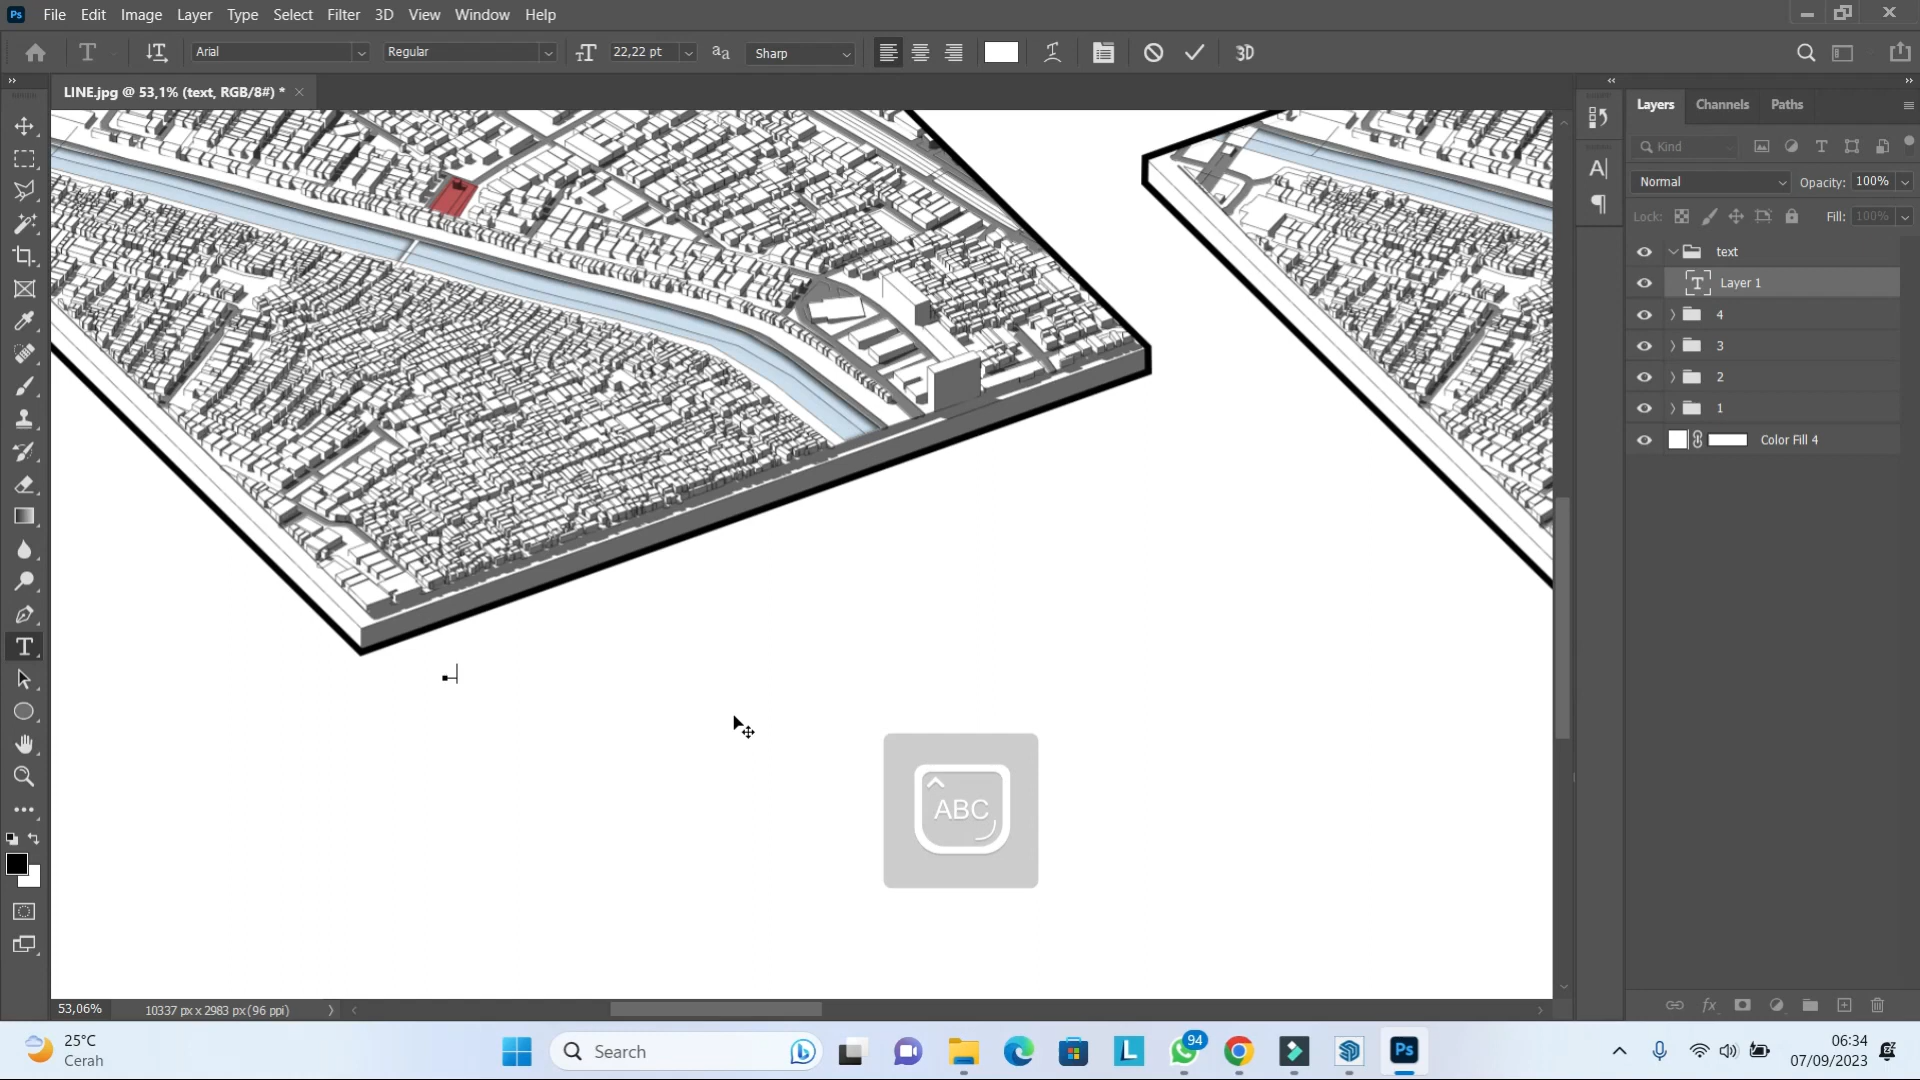 Ps File Edit Image Layer Type Select Filter 3D View Window Help
T Arial Regular 22,22 pt aa Sharp 3D
LINE.jpg @ 53,1% (text, RGB/8#) *
Layers Channels Paths
Kind
Normal Opacity: 100%
Lock: Fill: 100%
text
T Layer 1
4
3
2
1
Color Fill 4
ABC
53,06% 10337 px x 2983 px (96 ppi)
fx
25°C
Cerah
Search
94
L
Ps
06:34
07/09/2023